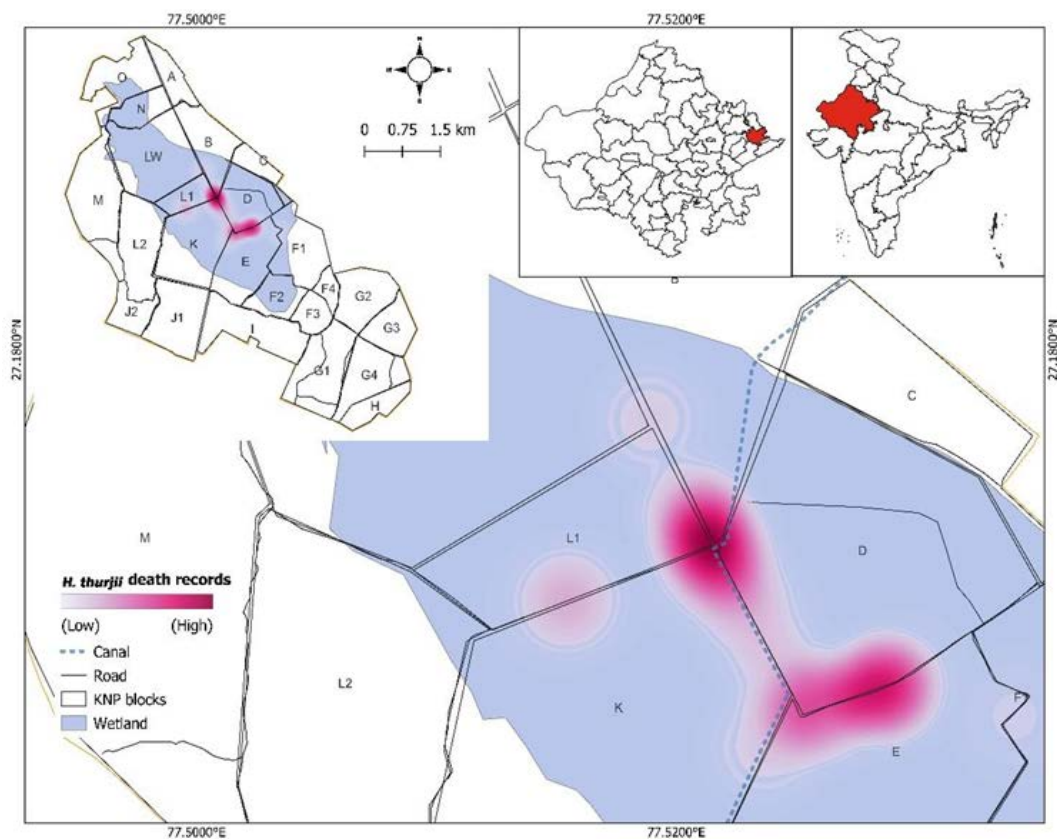 77.5000°E
77.5200°E
27.1800°N
27.1800°N
N
W
E
S
0 0.75 1.5 km
O
A
N
B
LW
C
M
L1
D
L2
K
F1
E
F4
F2
G2
J2
J1
I
F3
G3
G1
G4
H
B
C
M
L1
D
L2
K
E
F
H. thurjii death records
(Low) (High)
Canal
Road
KNP blocks
Wetland
77.5000°E
77.5200°E